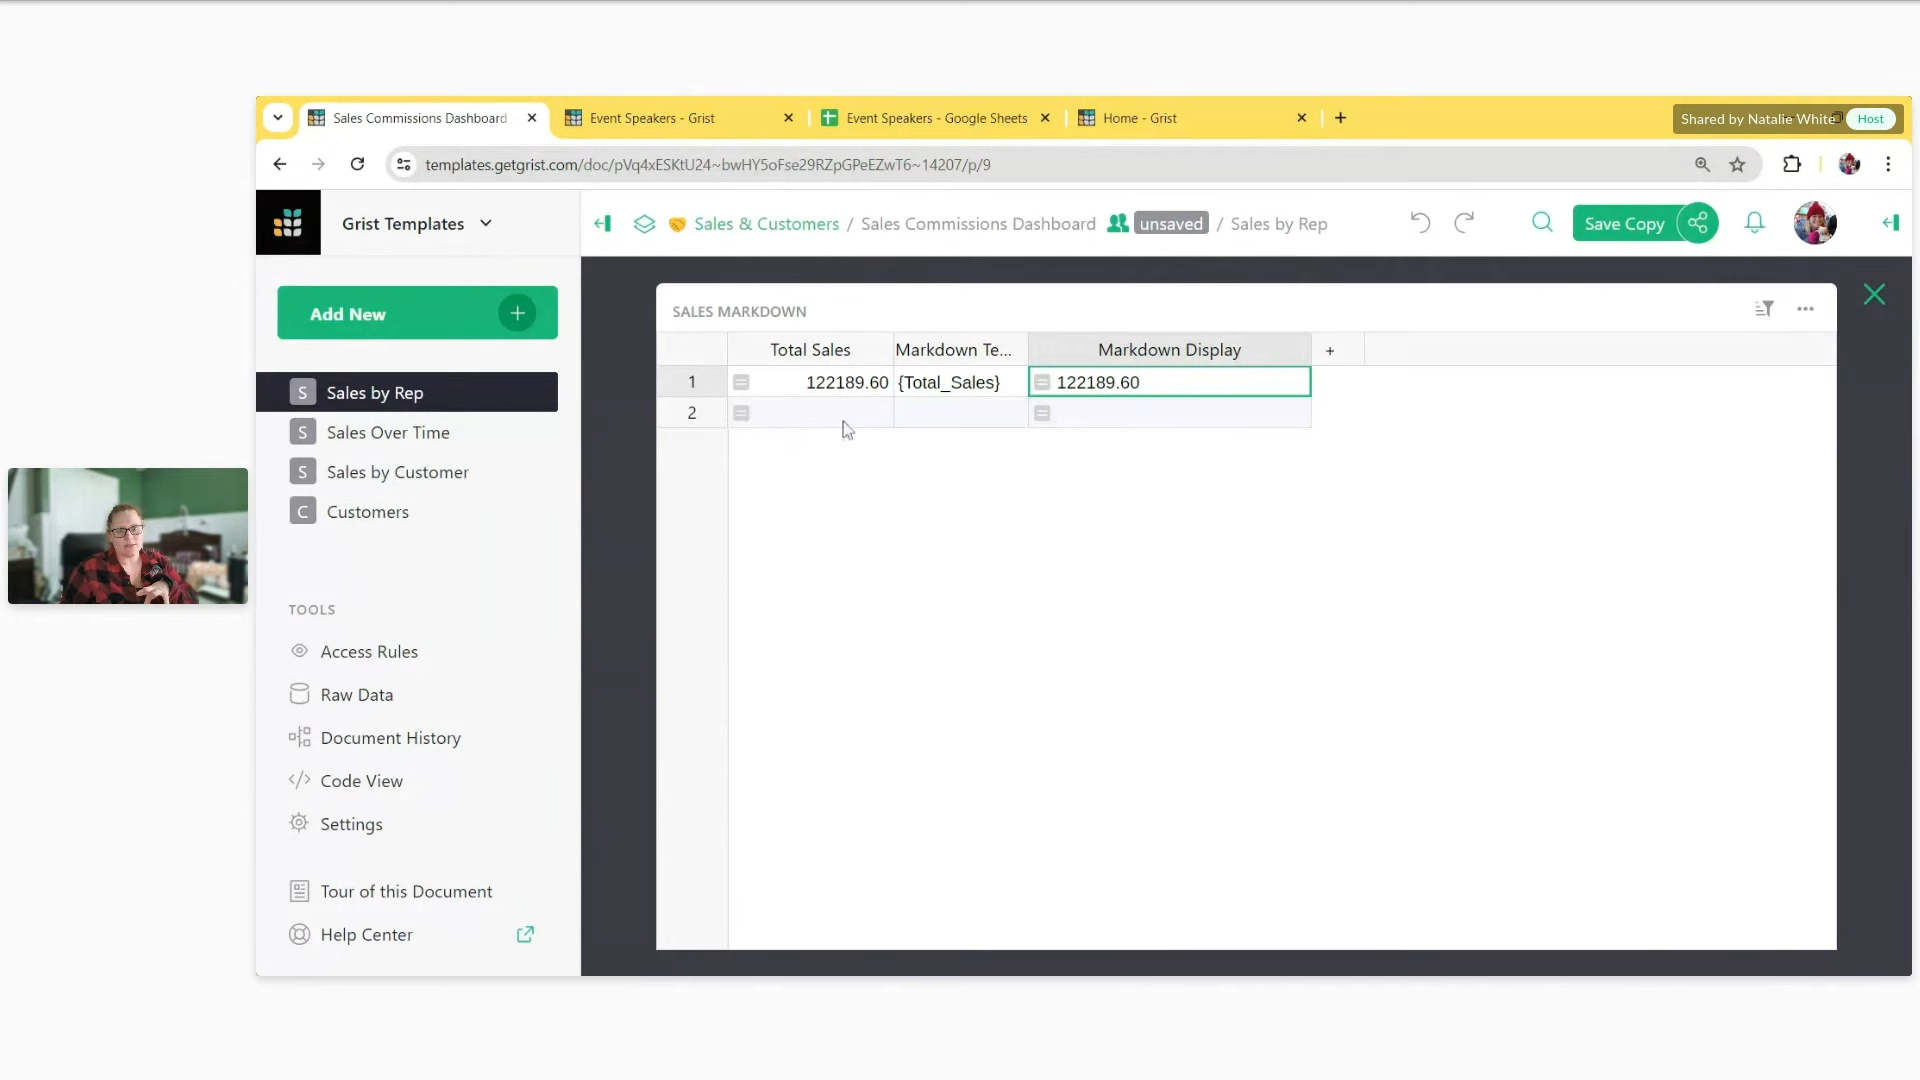 Sales Commissions Dashboard
Event Speakers - Grist
Event Speakers - Google Sheets
Home - Grist
Shared by Natalie White
Host
templates.getgrist.com/doc/pVq4xESKtU24~bwHY5oFse29RZpGPeEZwT6~14207/p/9
Grist Templates
Sales & Customers / Sales Commissions Dashboard unsaved / Sales by Rep
Save Copy
Add New
S Sales by Rep
S Sales Over Time
S Sales by Customer
C Customers
TOOLS
Access Rules
Raw Data
Document History
Code View
Settings
Tour of this Document
Help Center
SALES MARKDOWN
Total Sales Markdown Te... Markdown Display +
1 122189.60 {Total_Sales} 122189.60
2